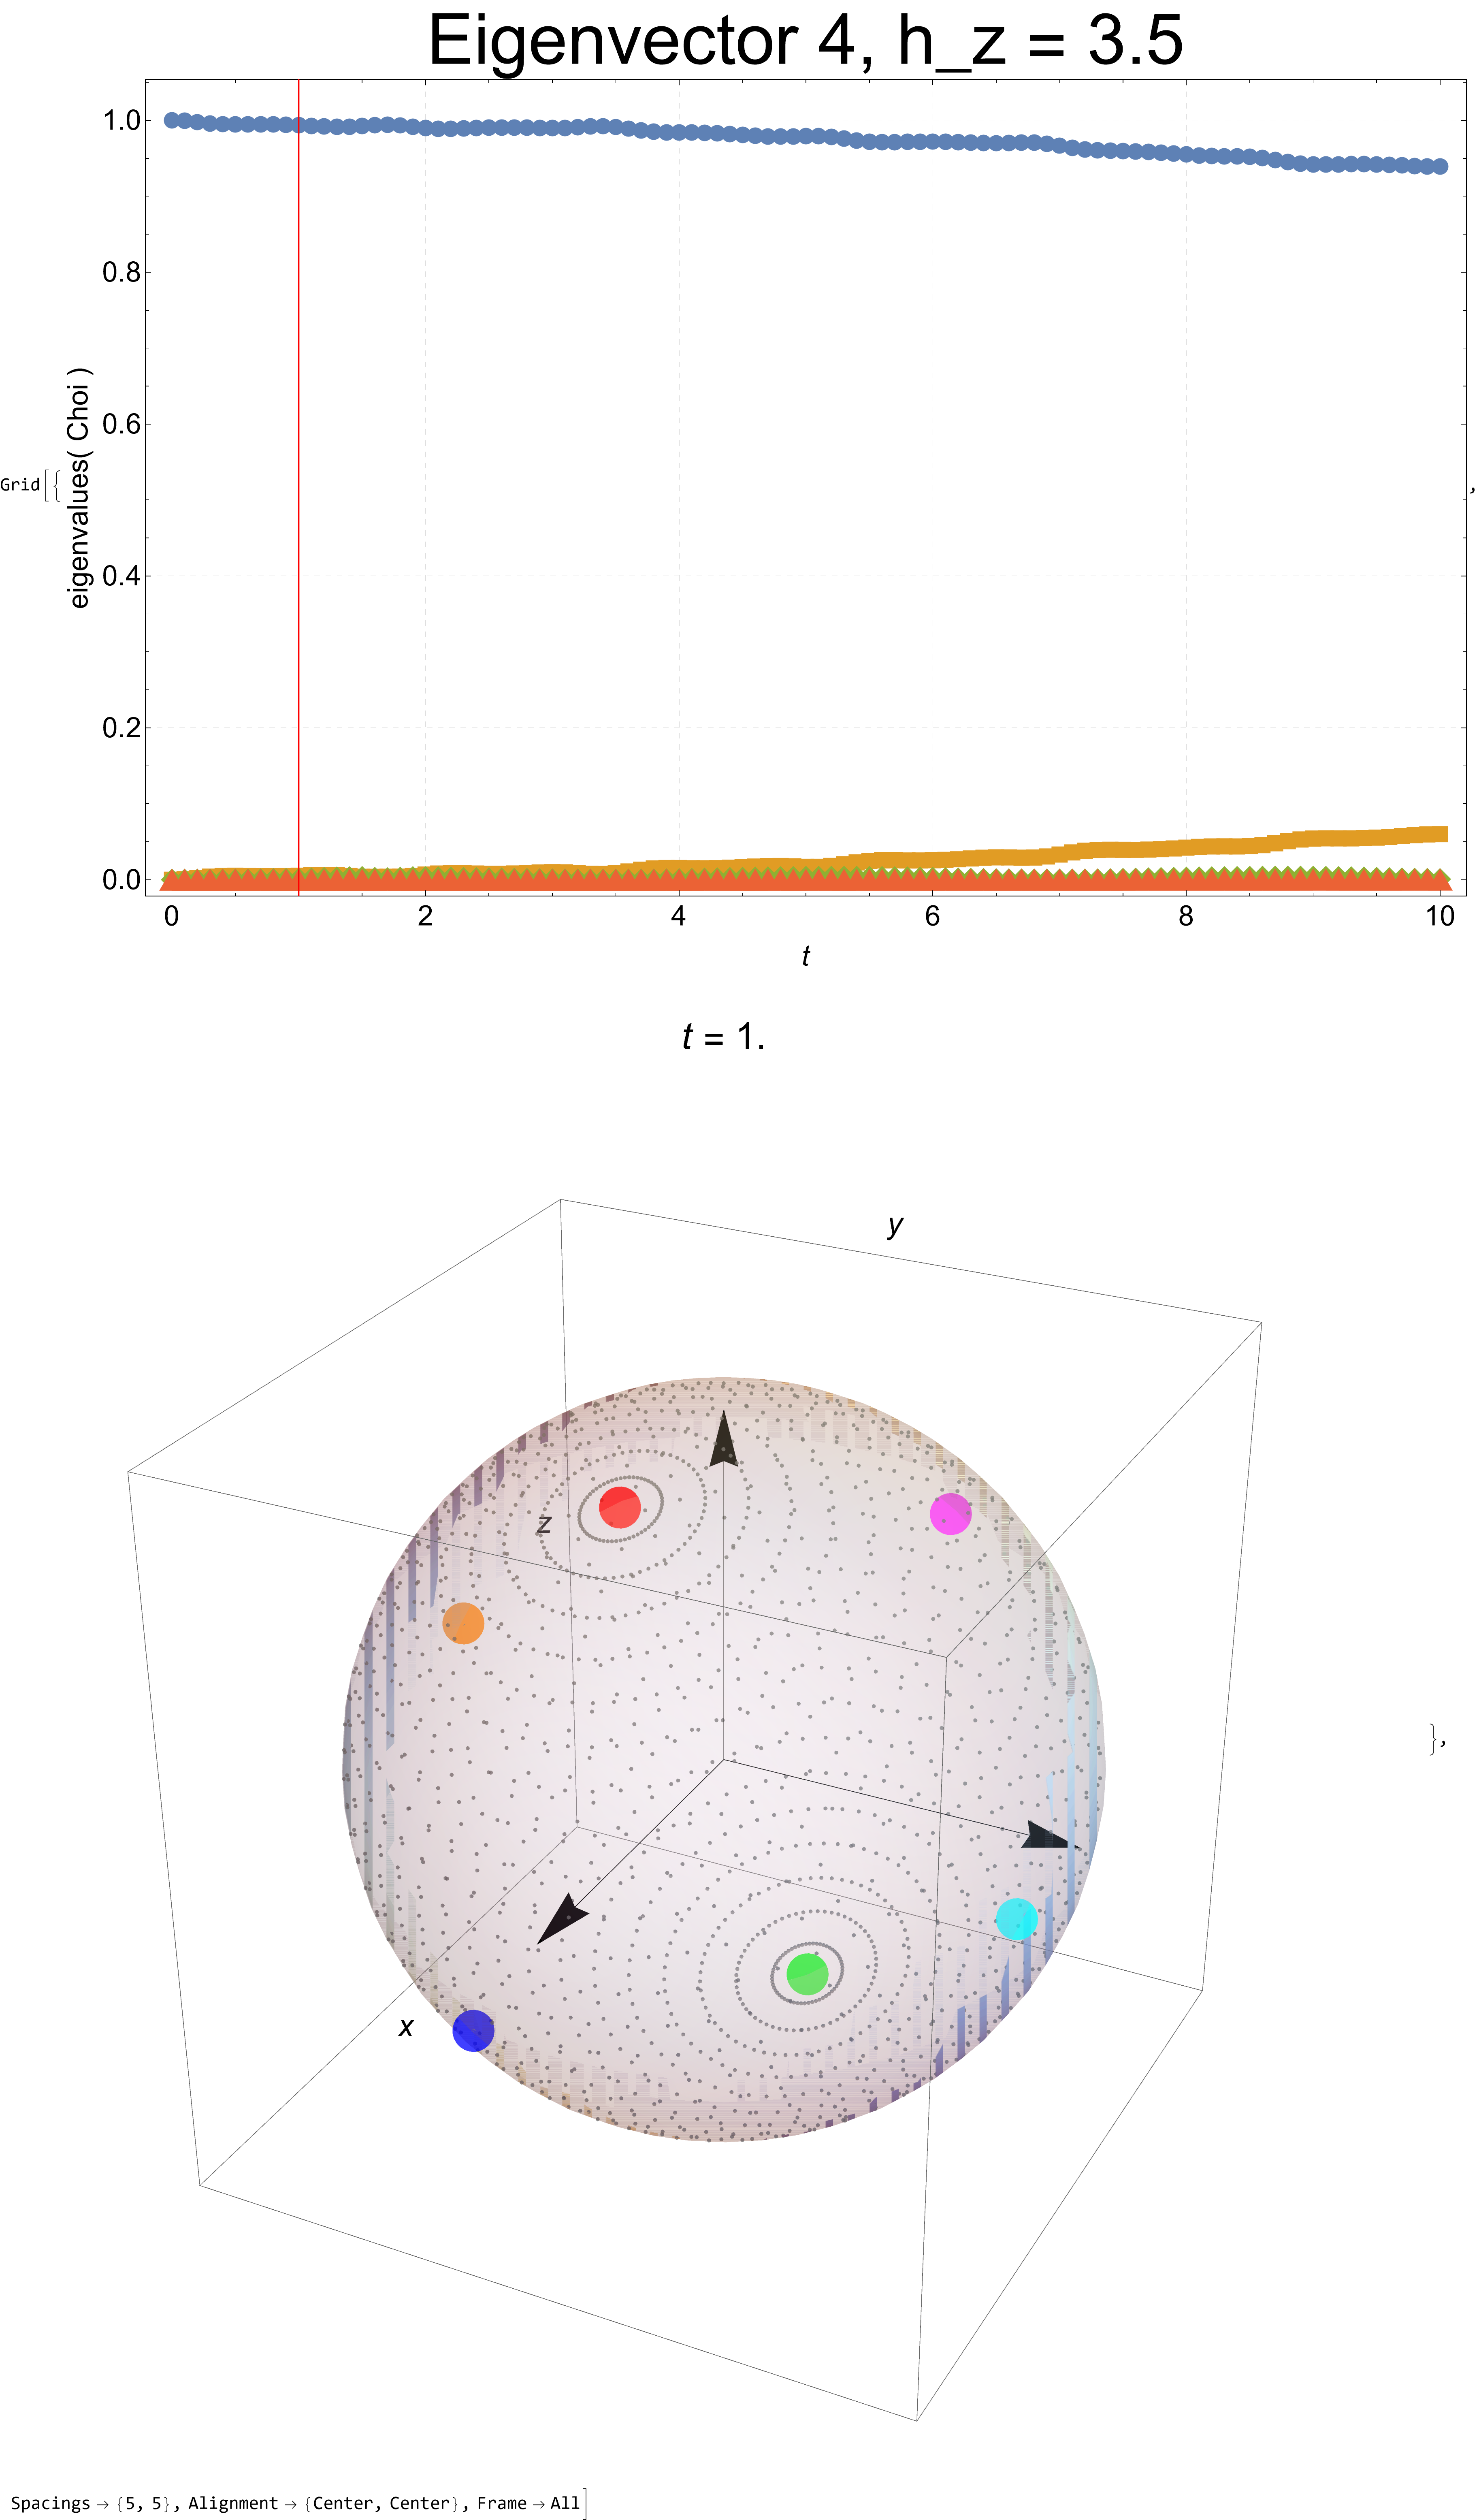 Eigenvector 4, h_z = 3.5
1.0
0.8
0.6
0.4
0.2
0.0
eigenvalues( Choi )
Grid[{
,
0 2 4 6 8 10
t
t = 1.
y
z
},
x
Spacings → {5, 5}, Alignment → {Center, Center}, Frame → All]